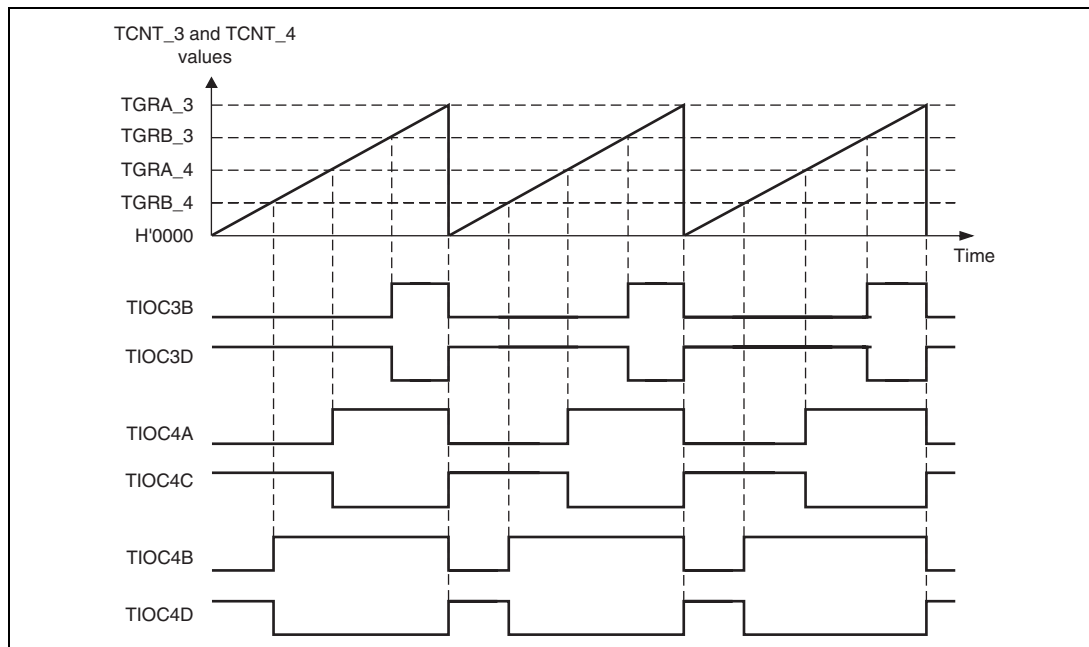 TCNT_3 and TCNT_4
values
TGRA_3
TGRB_3
TGRA_4
TGRB_4
H'0000
Time
TIOC3B
TIOC3D
TIOC4A
TIOC4C
TIOC4B
TIOC4D